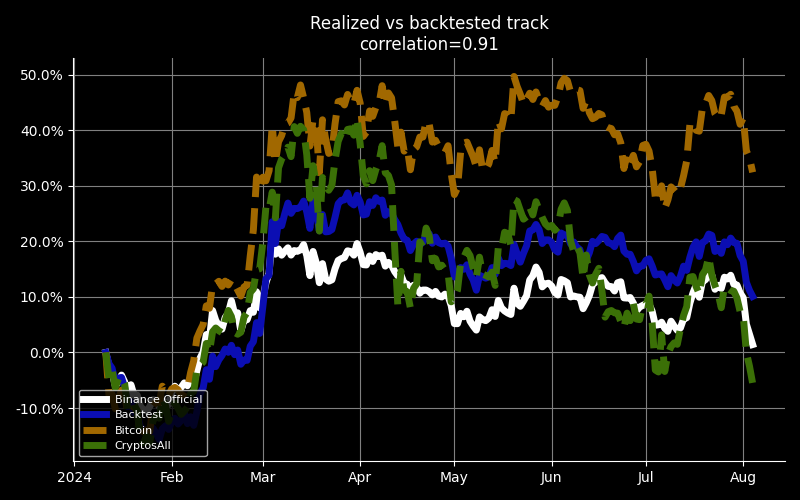 Realized vs backtested track
correlation=0.91
50.0%
40.0%
30.0%
20.0%
10.0%
0.0%
-10.0%
Binance Official
Backtest
Bitcoin
CryptosAll
2024 Feb Mar Apr May Jun Jul Aug